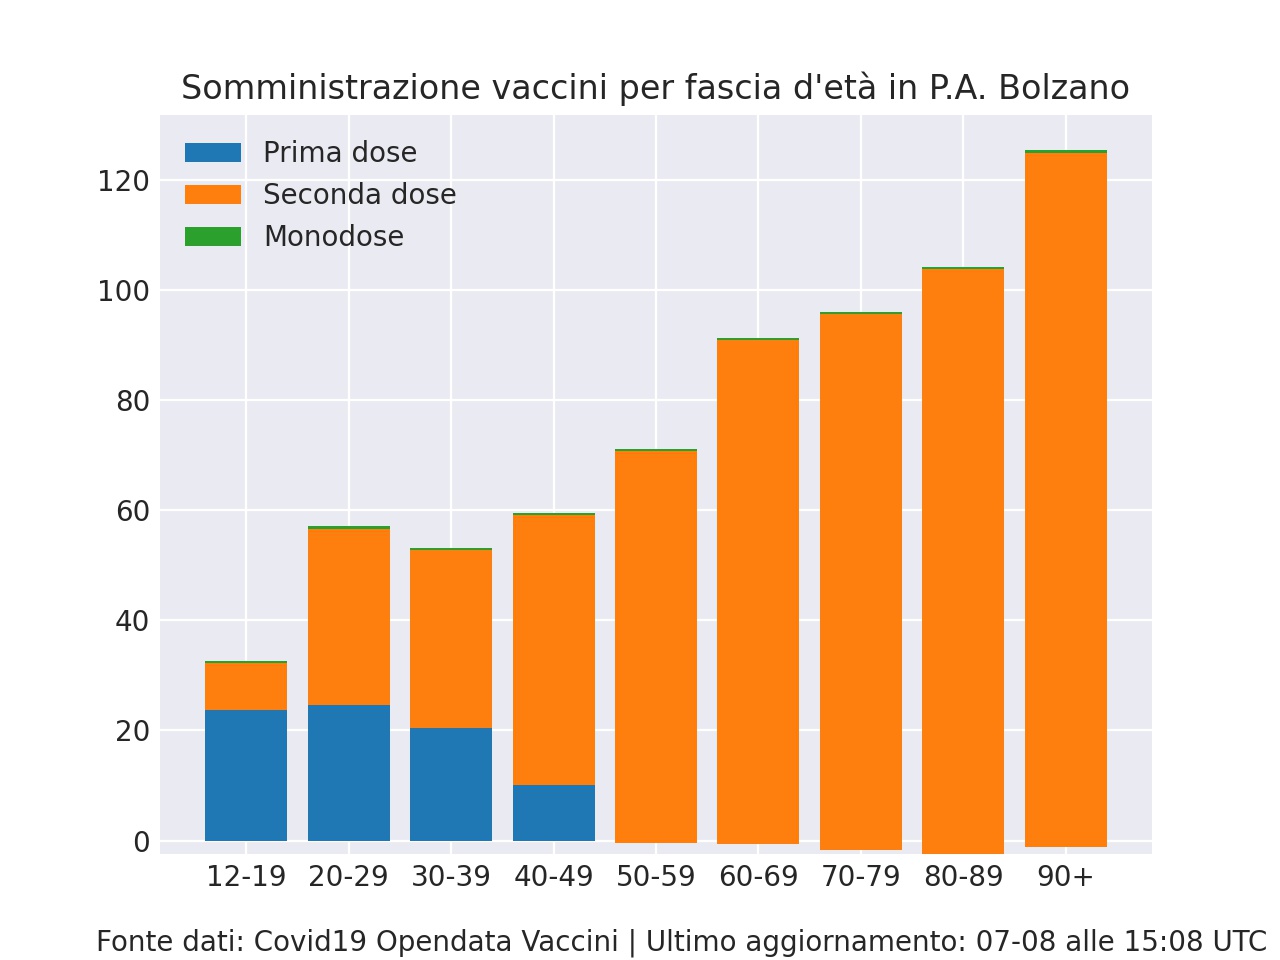 Somministrazione vaccini per fascia d'età in P.A. Bolzano
Prima dose
Seconda dose
Monodose
120
100
80
60
40
20
0
12-19 20-29 30-39 40-49 50-59 60-69 70-79 80-89 90+
Fonte dati: Covid19 Opendata Vaccini | Ultimo aggiornamento: 07-08 alle 15:08 UTC